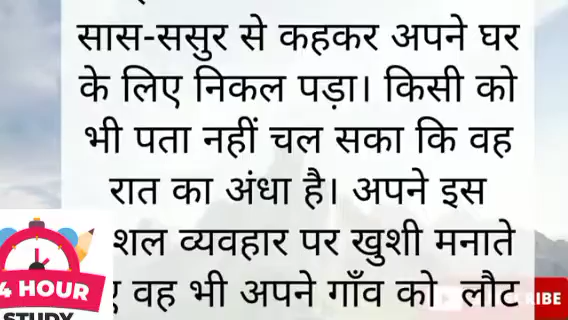 सास-ससुर से कहकर अपने घर
के लिए निकल पड़ा। किसी को
भी पता नहीं चल सका कि वह
रात का अंधा है। अपने इस
व्यवहार पर खुशी मनाते
वह भी अपने गाँव को लौट
4 HOUR
STUDY